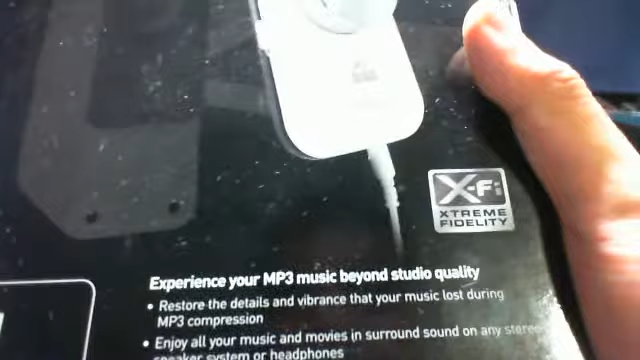 X-Fi
XTREME
FIDELITY
Experience your MP3 music beyond studio quality
• Restore the details and vibrance that your music lost during
MP3 compression
• Enjoy all your music and movies in surround sound on any stereo
speaker system or headphones